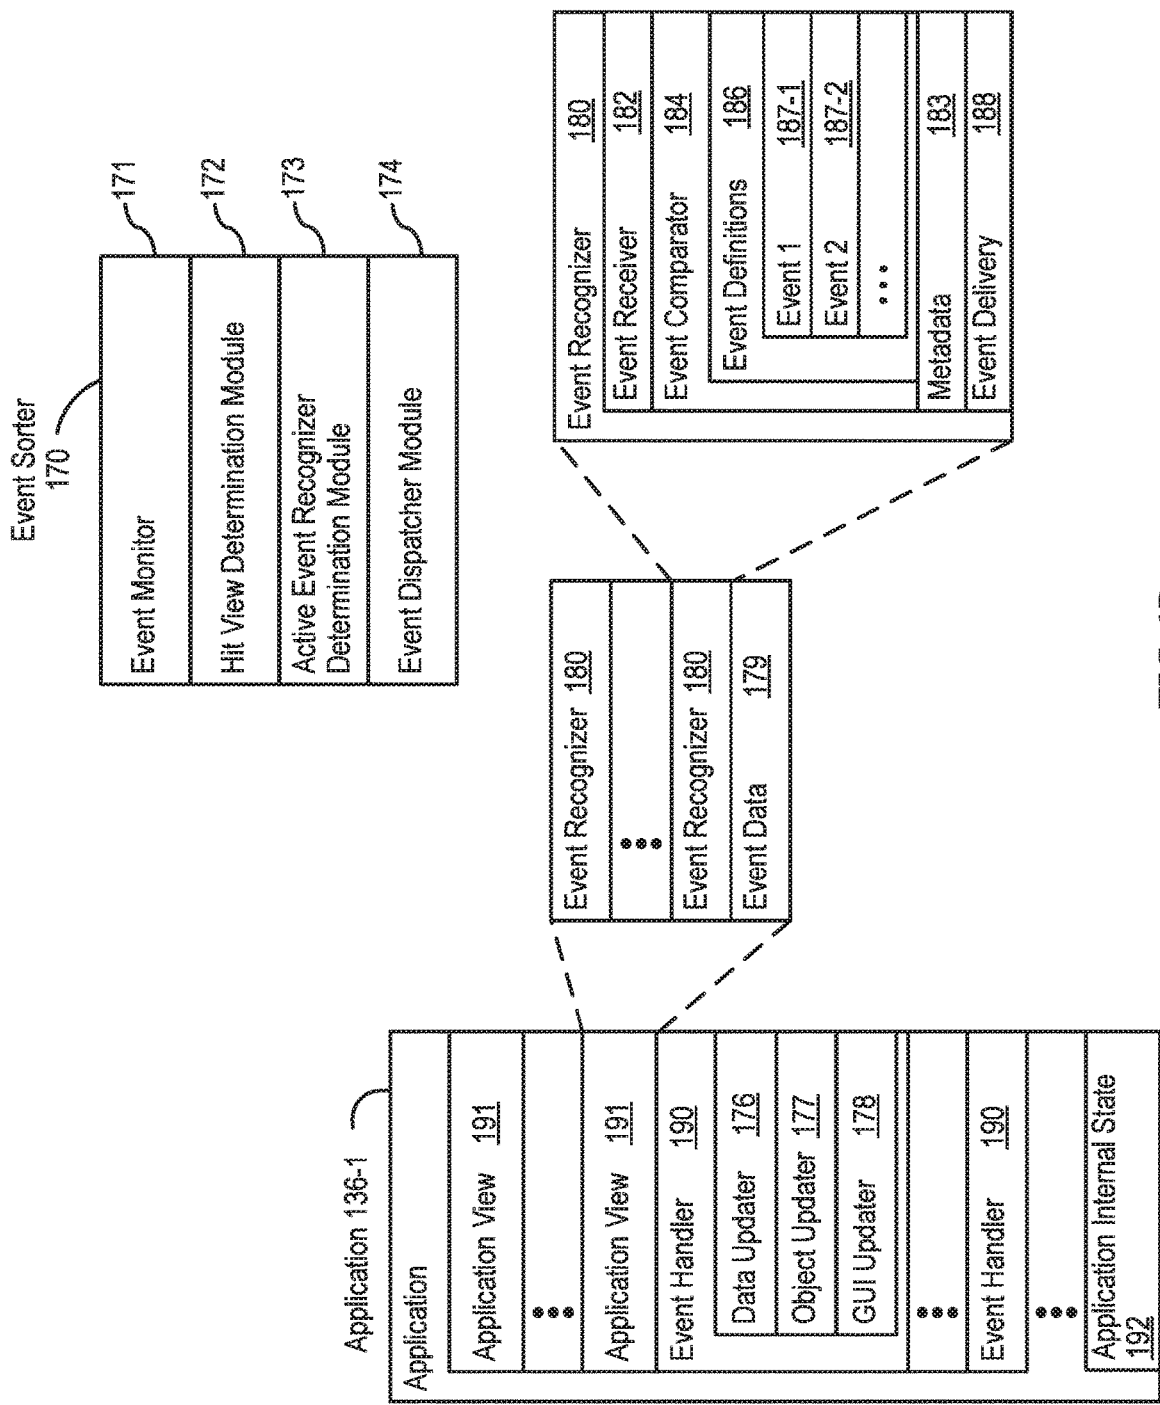 Event Sorter
170
Event Monitor
171
Hit View Determination Module
172
Active Event Recognizer
Determination Module
173
Event Dispatcher Module
174
Application 136-1
Application
Application View 191
Application View 191
Event Handler 190
Data Updater 176
Object Updater 177
GUI Updater 178
Event Handler 190
Application Internal State
192
Event Recognizer 180
Event Recognizer 180
Event Data 179
Event Recognizer 180
Event Receiver 182
Event Comparator 184
Event Definitions 186
Event 1 187-1
Event 2 187-2
Metadata 183
Event Delivery 188